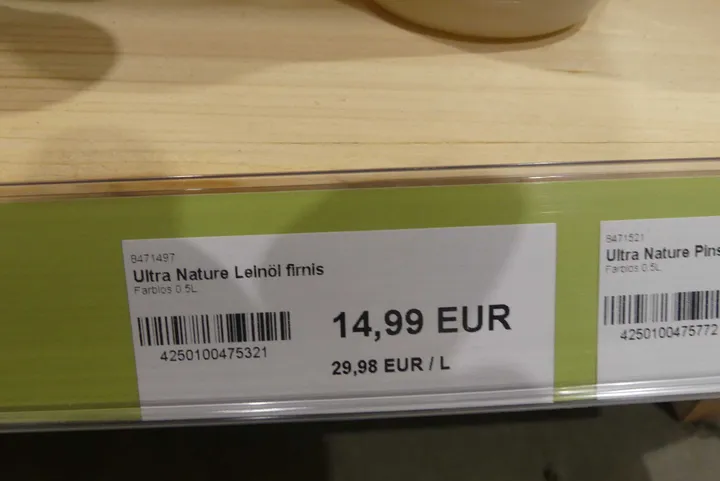 8471497
Ultra Nature Leinöl firnis
Farblos 0.5L
4250100475321
14,99 EUR
29,98 EUR / L
8471521
Ultra Nature Pins
Farblos 0.5L
4250100475772